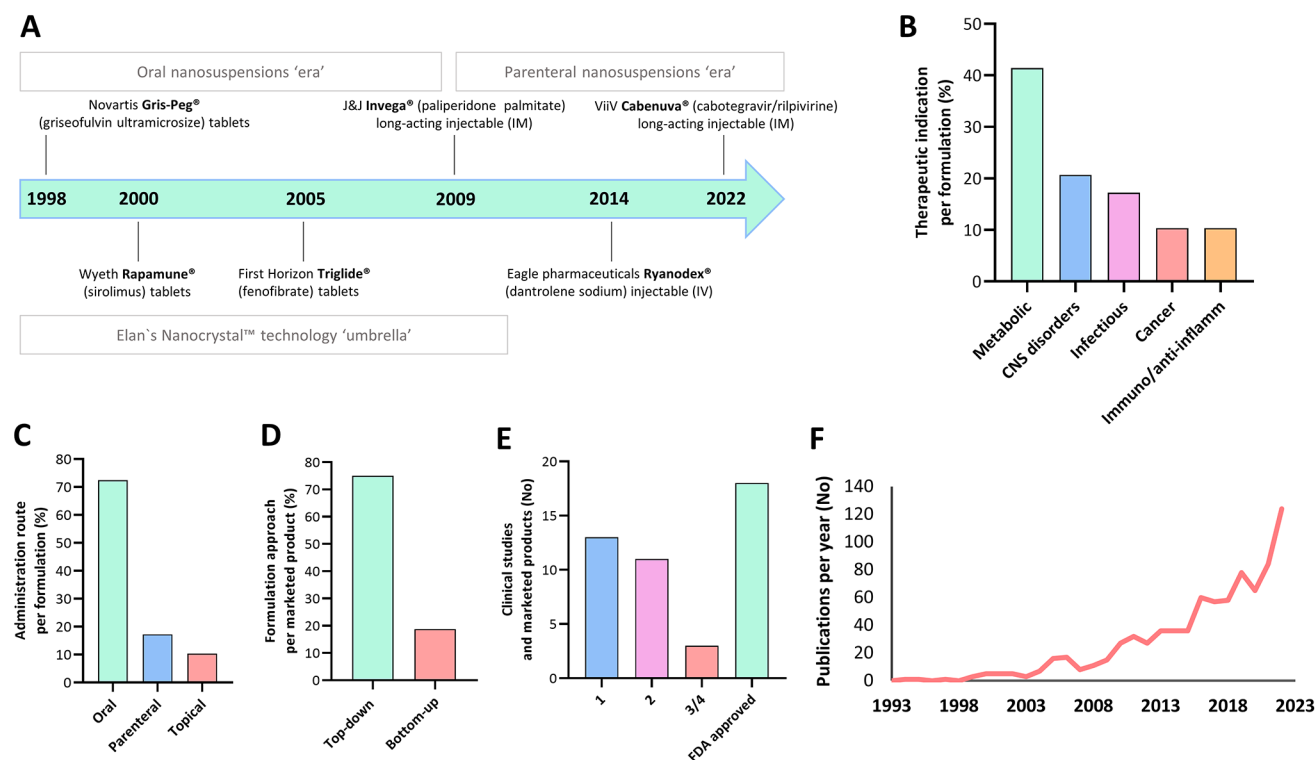 A
Oral nanosuspensions ‘era’
Parenteral nanosuspensions ‘era’
Novartis Gris-Peg®
(griseofulvin ultramicrosize) tablets
J&J Invega® (paliperidone palmitate)
long-acting injectable (IM)
ViiV Cabenuva® (cabotegravir/rilpivirine)
long-acting injectable (IM)
1998
2000
2005
2009
2014
2022
Wyeth Rapamune®
(sirolimus) tablets
First Horizon Triglide®
(fenofibrate) tablets
Eagle pharmaceuticals Ryanodex®
(dantrolene sodium) injectable (IV)
Elan`s Nanocrystal™ technology ‘umbrella’
B
Therapeutic indication
per formulation (%)
50
40
30
20
10
0
Metabolic
CNS disorders
Infectious
Cancer
Immuno/anti-inflamm
C
Administration route
per formulation (%)
80
70
60
50
40
30
20
10
0
Oral
Parenteral
Topical
D
Formulation approach
per marketed product (%)
80
70
60
50
40
30
20
10
0
Top-down
Bottom-up
E
Clinical studies
and marketed products (No)
20
15
10
5
0
1
2
3/4
FDA approved
F
Publications per year (No)
140
120
100
80
60
40
20
0
1993
1998
2003
2008
2013
2018
2023